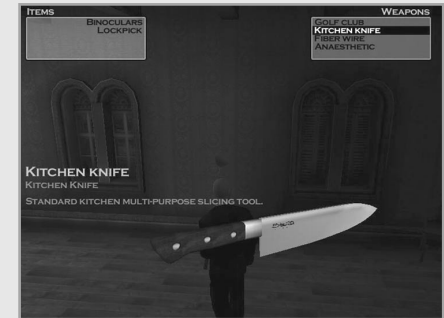 ITEMS
BINOCULARS
LOCKPICK
WEAPONS
GOLF CLUB
KITCHEN KNIFE
FIBER WIRE
ANAESTHETIC
KITCHEN KNIFE
KITCHEN KNIFE
STANDARD KITCHEN MULTI-PURPOSE SLICING TOOL.